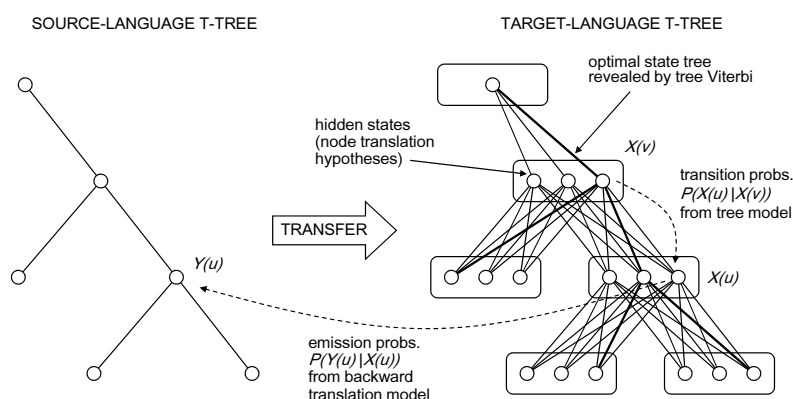 SOURCE-LANGUAGE T-TREE
TARGET-LANGUAGE T-TREE
optimal state tree
revealed by tree Viterbi
hidden states
(node translation
hypotheses)
X(v)
transition probs.
P(X(u)|X(v))
from tree model
TRANSFER
Y(u)
X(u)
emission probs.
P(Y(u)|X(u))
from backward
translation model